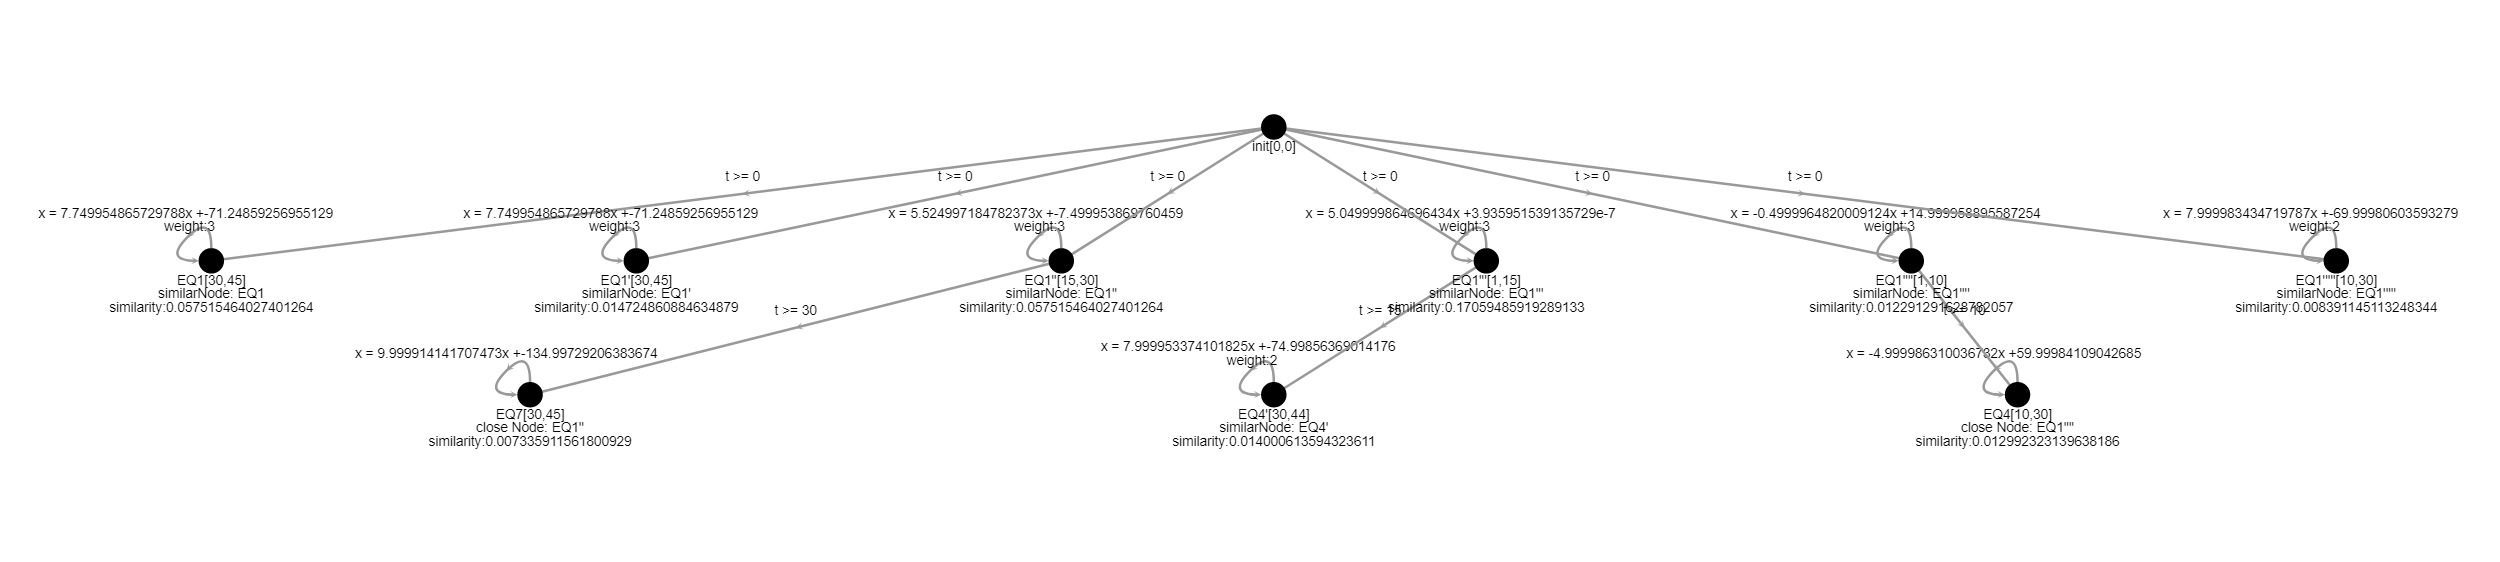 init[0,0]
t >= 0
t >= 0
t >= 0
t >= 0
t >= 0
t >= 0
x = 7.749954865729788x +-71.24859256955129
weight:3
EQ1[30,45]
similarNode: EQ1
similarity:0.057515464027401264
x = 7.749954865729788x +-71.24859256955129
weight:3
EQ1'[30,45]
similarNode: EQ1'
similarity:0.014724860884634879
x = 5.524997184782373x +-7.499953869760459
weight:3
EQ1''[15,30]
similarNode: EQ1''
similarity:0.057515464027401264
x = 5.049999864696434x +3.935951539135729e-7
weight:3
EQ1'''[1,15]
similarNode: EQ1'''
similarity:0.17059485919289133
x = -0.4999964820009124x +14.999958895587254
weight:3
EQ1''''[1,10]
similarNode: EQ1''''
similarity:0.012291291628782057
x = 7.999983434719787x +-69.99980603593279
weight:2
EQ1'''''[10,30]
similarNode: EQ1'''''
similarity:0.008391145113248344
t >= 30
t >= 15
t >= 10
x = 9.999914141707473x +-134.99729206383674
EQ7[30,45]
close Node: EQ1''
similarity:0.007335911561800929
x = 7.999953374101825x +-74.99856369014176
weight:2
EQ4'[30,44]
similarNode: EQ4'
similarity:0.014000613594323611
x = -4.999986310036732x +59.99984109042685
EQ4[10,30]
close Node: EQ1''''
similarity:0.012992323139638186